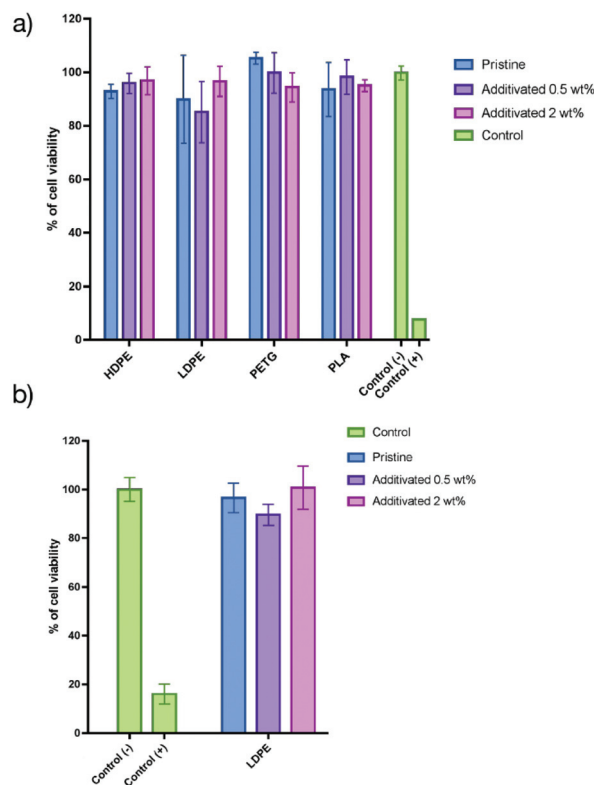 a)
120
100
80
60
40
20
0
% of cell viability
HDPE
LDPE
PETG
PLA
Control (-)
Control (+)
Pristine
Additivated 0.5 wt%
Additivated 2 wt%
Control
b)
120
100
80
60
40
20
0
% of cell viability
Control (-)
Control (+)
LDPE
Control
Pristine
Additivated 0.5 wt%
Additivated 2 wt%